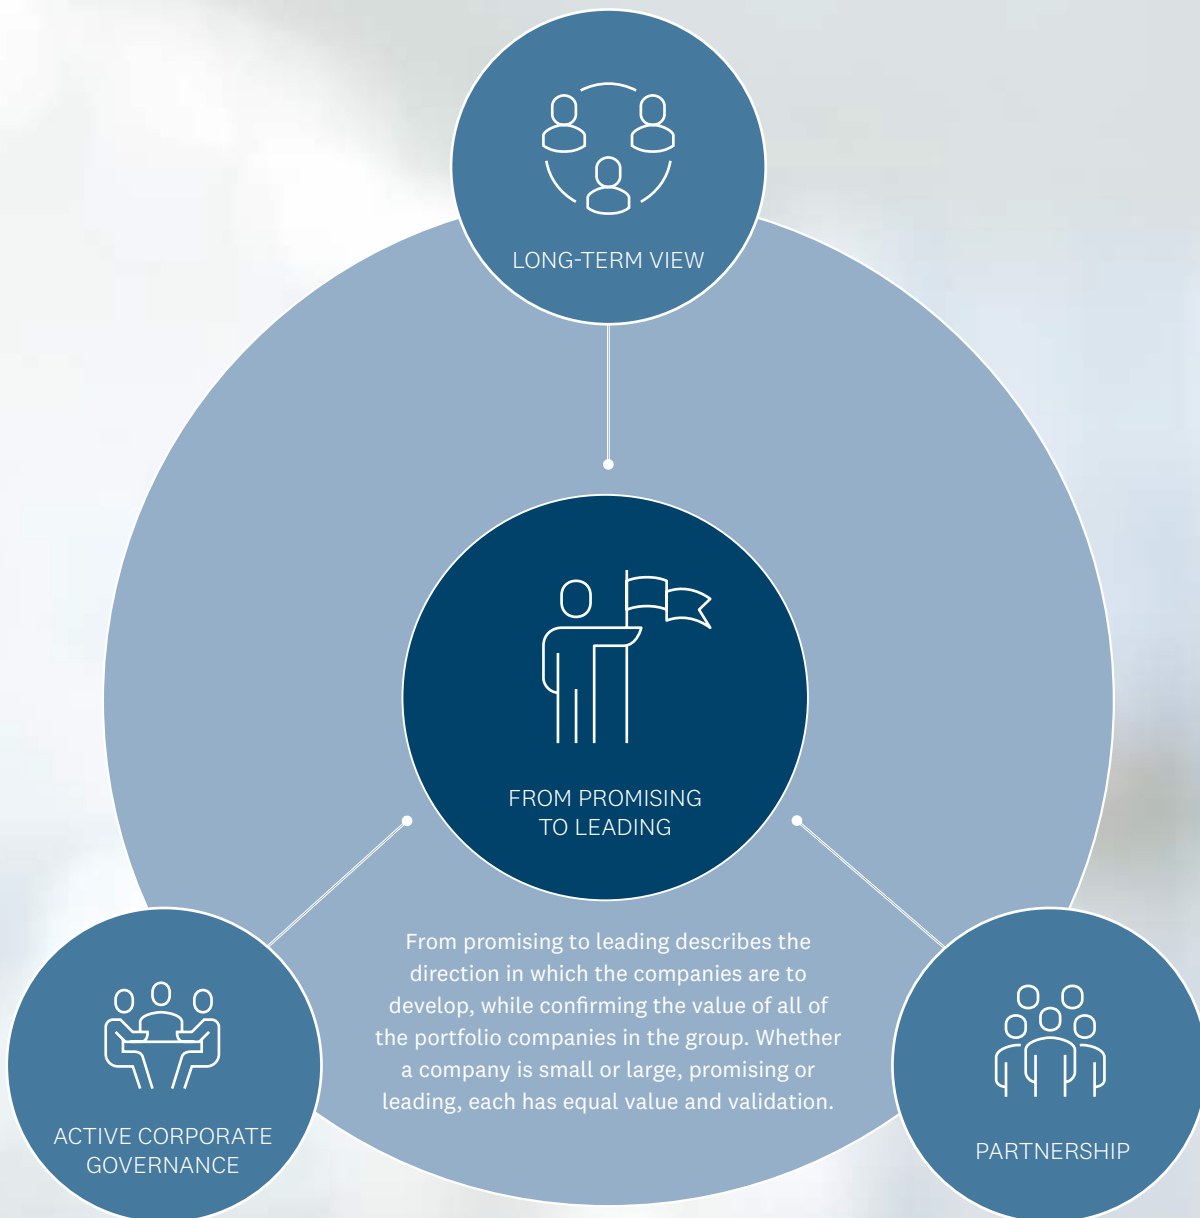 LONG-TERM VIEW
FROM PROMISING
TO LEADING
From promising to leading describes the
direction in which the companies are to
develop, while confirming the value of all of
the portfolio companies in the group. Whether
a company is small or large, promising or
leading, each has equal value and validation.
ACTIVE CORPORATE
GOVERNANCE
PARTNERSHIP